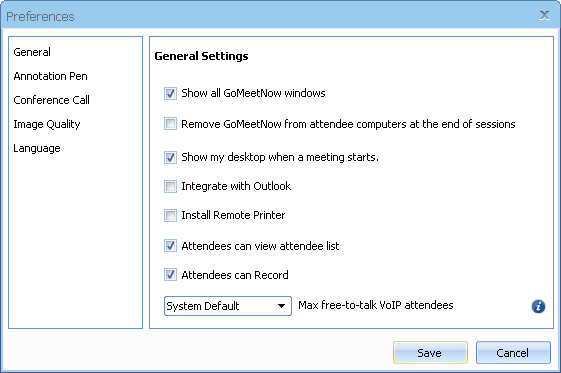 Preferences
General
Annotation Pen
Conference Call
Image Quality
Language
General Settings
Show all GoMeetNow windows
Remove GoMeetNow from attendee computers at the end of sessions
Show my desktop when a meeting starts.
Integrate with Outlook
Install Remote Printer
Attendees can view attendee list
Attendees can Record
System Default Max free-to-talk VoIP attendees
Save Cancel